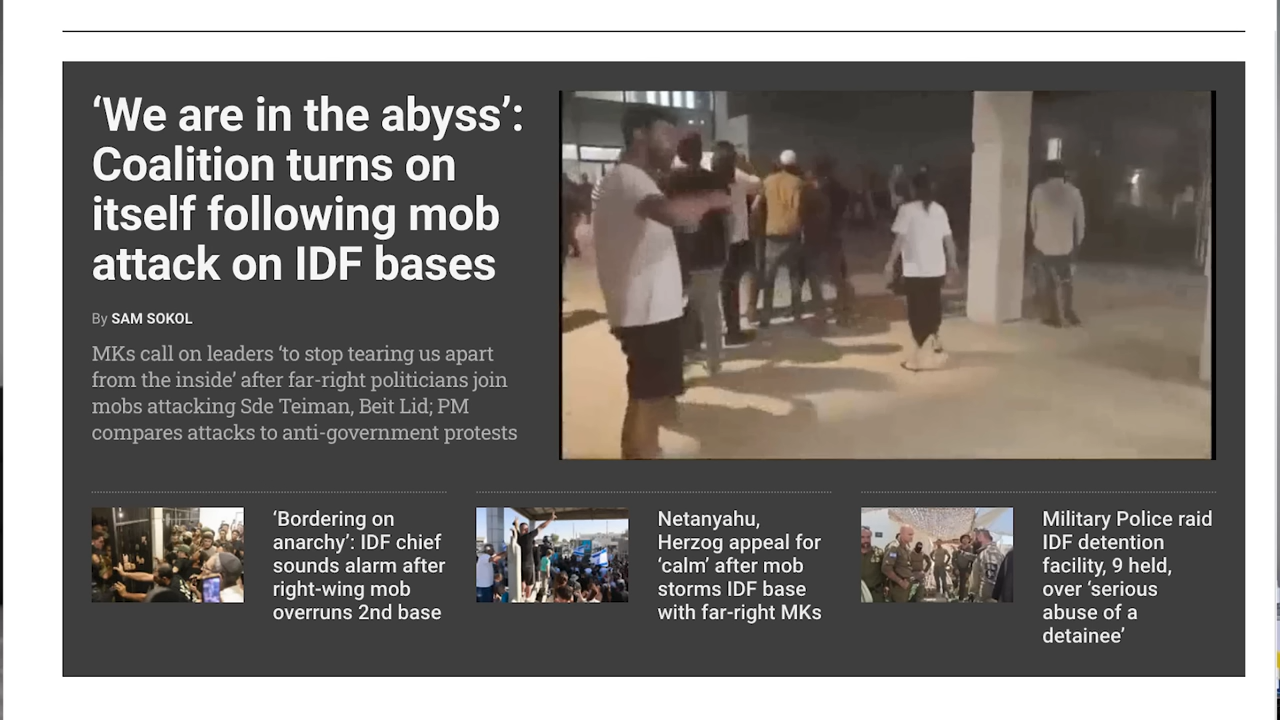 ‘We are in the abyss’:
Coalition turns on
itself following mob
attack on IDF bases
By SAM SOKOL
MKs call on leaders ‘to stop tearing us apart
from the inside’ after far-right politicians join
mobs attacking Sde Teiman, Beit Lid; PM
compares attacks to anti-government protests
‘Bordering on
anarchy’: IDF chief
sounds alarm after
right-wing mob
overruns 2nd base
Netanyahu,
Herzog appeal for
‘calm’ after mob
storms IDF base
with far-right MKs
Military Police raid
IDF detention
facility, 9 held,
over ‘serious
abuse of a
detainee’